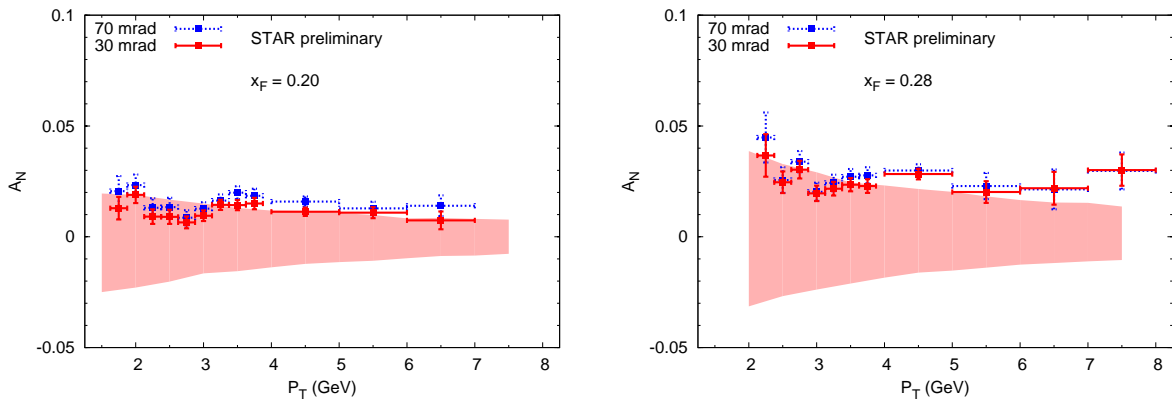 0.1
0.05
0
-0.05
A_N
70 mrad
30 mrad
STAR preliminary
x_F = 0.20
2 3 4 5 6 7 8
P_T (GeV)
0.1
0.05
0
-0.05
A_N
70 mrad
30 mrad
STAR preliminary
x_F = 0.28
2 3 4 5 6 7 8
P_T (GeV)